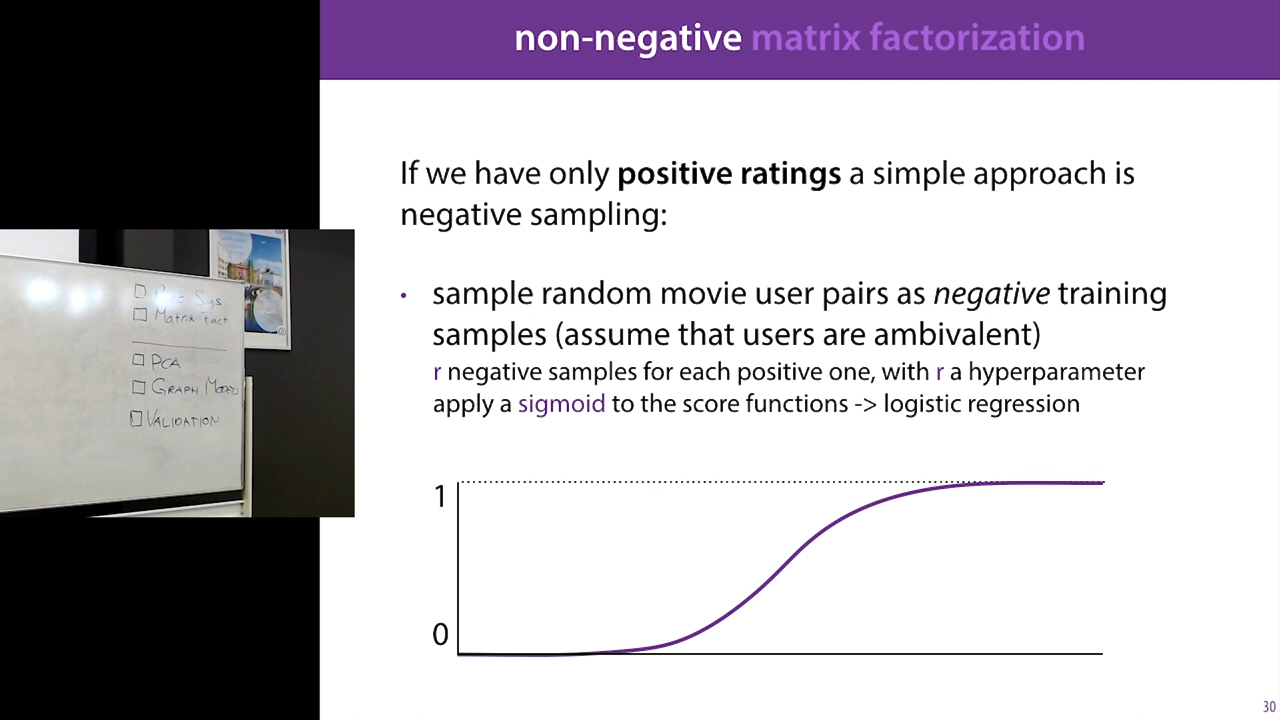 non-negative matrix factorization
If we have only positive ratings a simple approach is
negative sampling:
• sample random movie user pairs as negative training
samples (assume that users are ambivalent)
r negative samples for each positive one, with r a hyperparameter
apply a sigmoid to the score functions -> logistic regression
1
0
30
Sys
Matrix Fact
PCA
GRAPH MODELS
VALIDATION